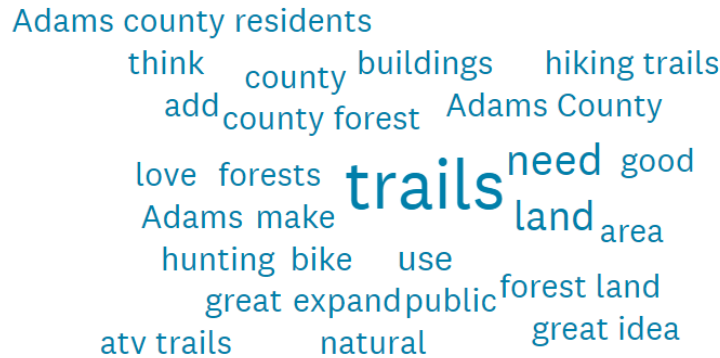 Adams county residents
think county buildings hiking trails
add county forest Adams County
love forests trails need good
Adams make land area
hunting bike use
great expand public forest land
atv trails natural great idea